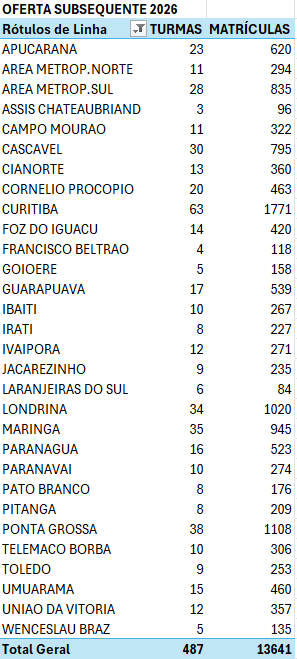 OFERTA SUBSEQUENTE 2026
Rótulos de Linha TURMAS MATRÍCULAS
APUCARANA 23 620
AREA METROP.NORTE 11 294
AREA METROP.SUL 28 835
ASSIS CHATEAUBRIAND 3 96
CAMPO MOURAO 11 322
CASCAVEL 30 795
CIANORTE 13 360
CORNELIO PROCOPIO 20 463
CURITIBA 63 1771
FOZ DO IGUACU 14 420
FRANCISCO BELTRAO 4 118
GOIOERE 5 158
GUARAPUAVA 17 539
IBAITI 10 267
IRATI 8 227
IVAIPORA 12 271
JACAREZINHO 9 235
LARANJEIRAS DO SUL 6 84
LONDRINA 34 1020
MARINGA 35 945
PARANAGUA 16 523
PARANAVAI 10 274
PATO BRANCO 8 176
PITANGA 8 209
PONTA GROSSA 38 1108
TELEMACO BORBA 10 306
TOLEDO 9 253
UMUARAMA 15 460
UNIAO DA VITORIA 12 357
WENCESLAU BRAZ 5 135
Total Geral 487 13641